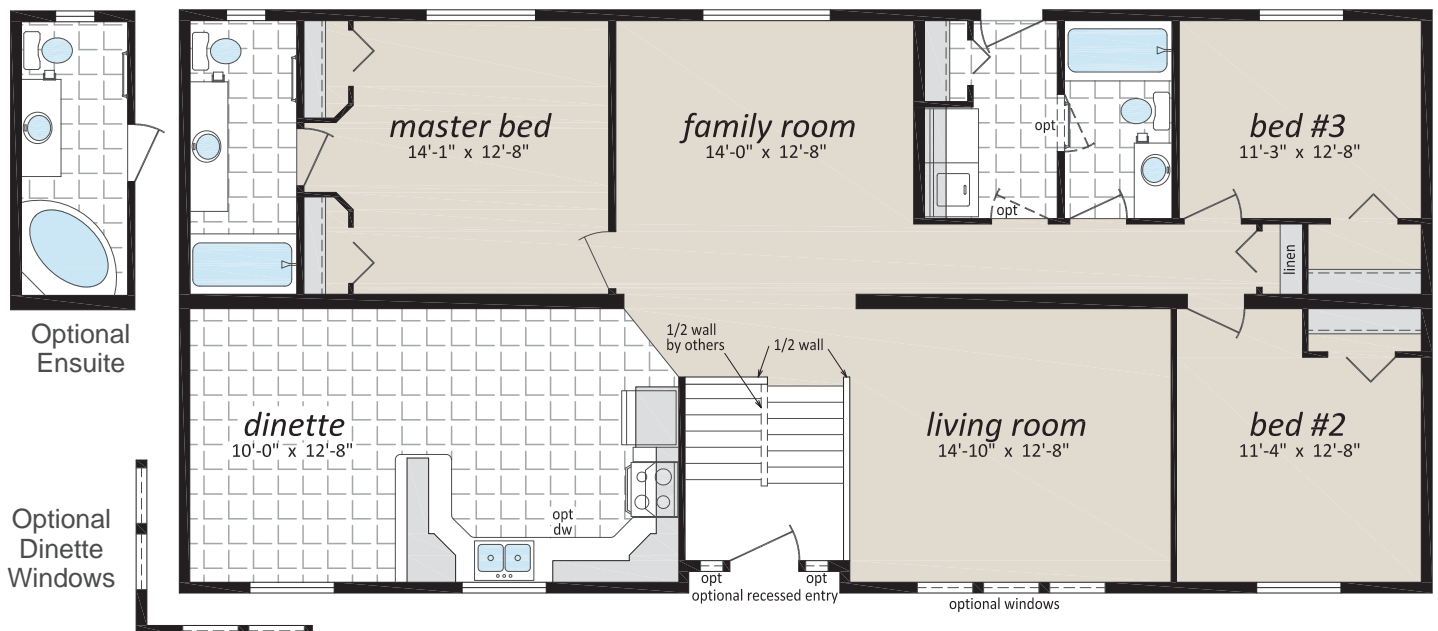 master bed
14'-1" x 12'-8"
family room
14'-0" x 12'-8"
opt
opt
bed #3
11'-3" x 12'-8"
linen
Optional
Ensuite
1/2 wall
by others
1/2 wall
dinette
10'-0" x 12'-8"
living room
14'-10" x 12'-8"
bed #2
11'-4" x 12'-8"
Optional
Dinette
Windows
opt
dw
opt
opt
optional recessed entry
optional windows